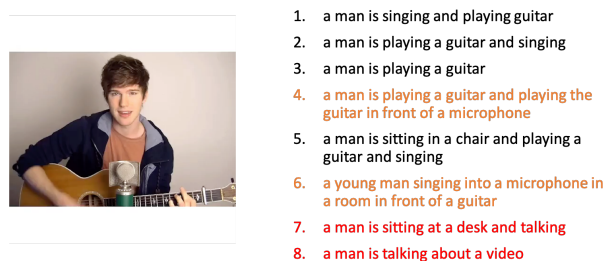 1. a man is singing and playing guitar
2. a man is playing a guitar and singing
3. a man is playing a guitar
4. a man is playing a guitar and playing the
guitar in front of a microphone
5. a man is sitting in a chair and playing a
guitar and singing
6. a young man singing into a microphone in
a room in front of a guitar
7. a man is sitting at a desk and talking
8. a man is talking about a video